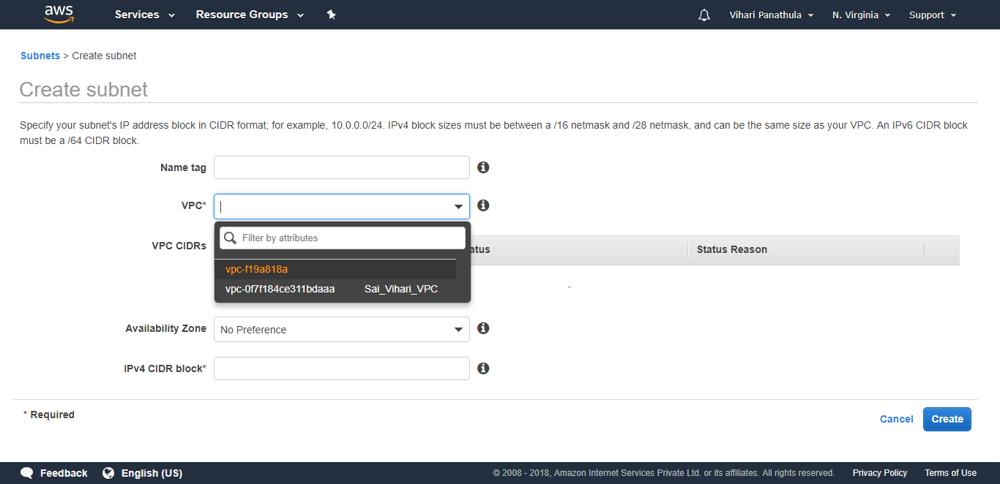 aws Services Resource Groups Vihari Panathula N. Virginia Support
Subnets > Create subnet
Create subnet
Specify your subnet's IP address block in CIDR format; for example, 10.0.0.0/24. IPv4 block sizes must be between a /16 netmask and /28 netmask, and can be the same size as your VPC. An IPv6 CIDR block
must be a /64 CIDR block.
Name tag
VPC*
Filter by attributes
VPC CIDRs atus Status Reason
vpc-f19a818a
vpc-0f7f184ce311bdaaa Sai_Vihari_VPC
-
Availability Zone No Preference
IPv4 CIDR block*
* Required
Cancel Create
Feedback English (US) © 2008 - 2018, Amazon Internet Services Private Ltd. or its affiliates. All rights reserved. Privacy Policy Terms of Use